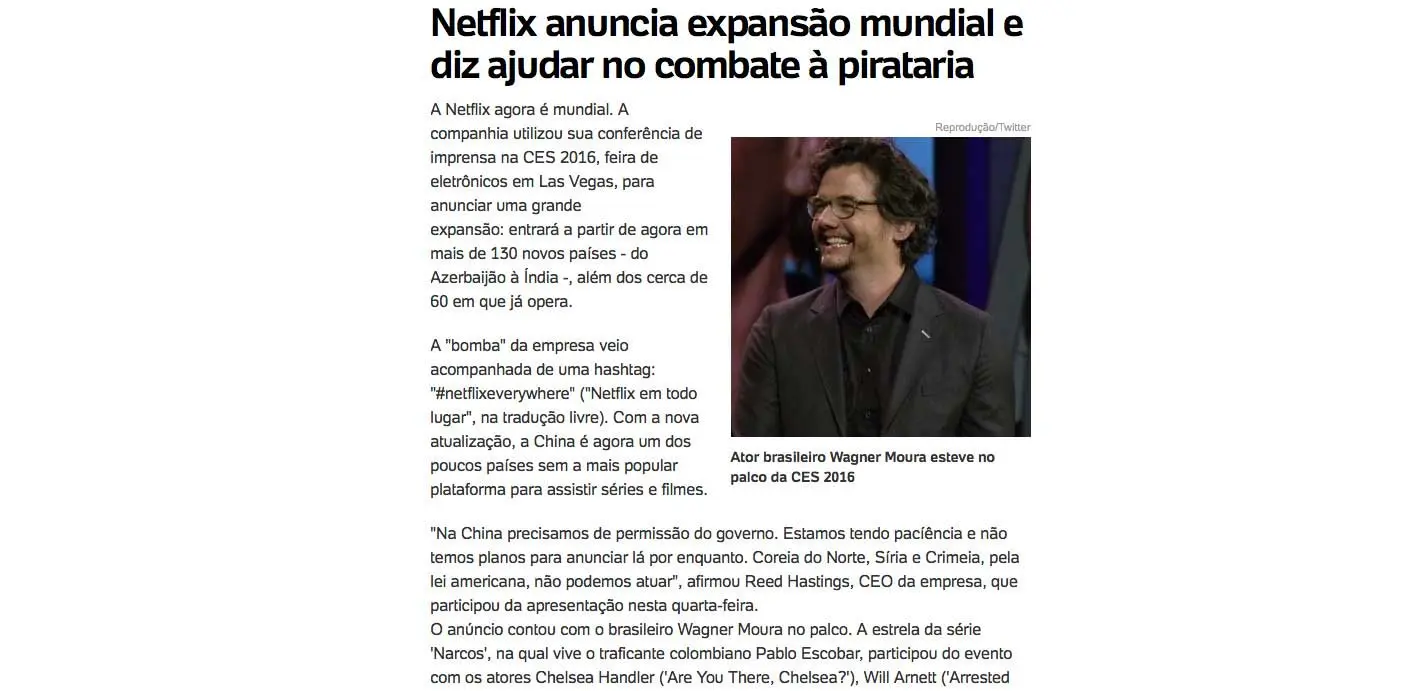 Netflix anuncia expansão mundial e
diz ajudar no combate à pirataria
A Netflix agora é mundial. A
companhia utilizou sua conferência de
imprensa na CES 2016, feira de
eletrônicos em Las Vegas, para
anunciar uma grande
expansão: entrará a partir de agora em
mais de 130 novos países - do
Azerbaijão à Índia -, além dos cerca de
60 em que já opera.
Reprodução/Twitter
Ator brasileiro Wagner Moura esteve no
palco da CES 2016
A "bomba" da empresa veio
acompanhada de uma hashtag:
"#netflixeverywhere" ("Netflix em todo
lugar", na tradução livre). Com a nova
atualização, a China é agora um dos
poucos países sem a mais popular
plataforma para assistir séries e filmes.
"Na China precisamos de permissão do governo. Estamos tendo pacíência e não
temos planos para anunciar lá por enquanto. Coreia do Norte, Síria e Crimeia, pela
lei americana, não podemos atuar", afirmou Reed Hastings, CEO da empresa, que
participou da apresentação nesta quarta-feira.
O anúncio contou com o brasileiro Wagner Moura no palco. A estrela da série
'Narcos', na qual vive o traficante colombiano Pablo Escobar, participou do evento
com os atores Chelsea Handler ('Are You There, Chelsea?'), Will Arnett ('Arrested